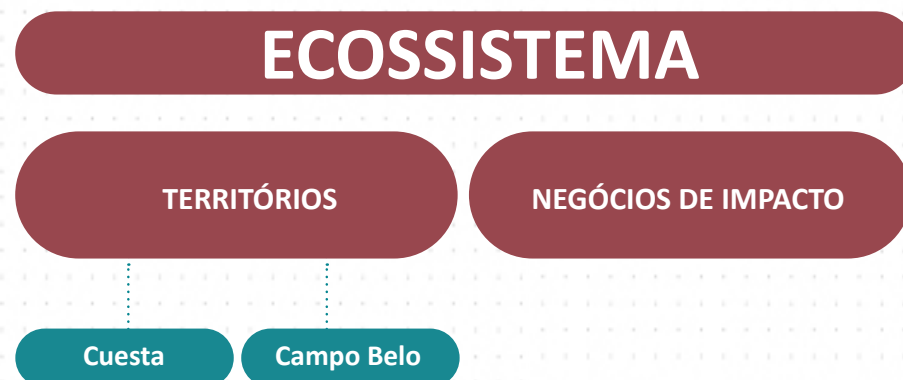 ECOSSISTEMA
TERRITÓRIOS
NEGÓCIOS DE IMPACTO
Cuesta
Campo Belo